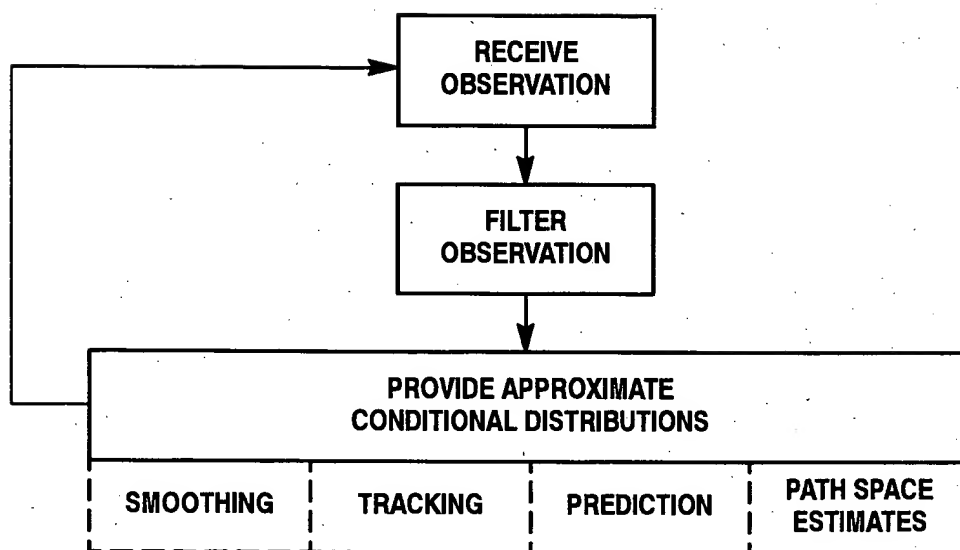 RECEIVE
OBSERVATION
FILTER
OBSERVATION
PROVIDE APPROXIMATE
CONDITIONAL DISTRIBUTIONS
SMOOTHING
TRACKING
PREDICTION
PATH SPACE
ESTIMATES